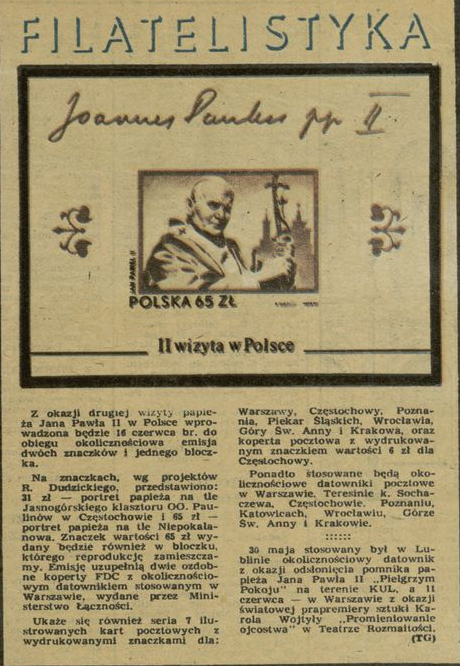 FILATELISTYKA
Joannes Paulus pp II
JAN PAWEŁ II
POLSKA 65 ZŁ
II wizyta w Polsce
Z okazji drugiej wizyty papie-
ża Jana Pawła II w Polsce wpro-
wadzona będzie 16 czerwca br. do
obiegu okolicznościowa emisja
dwóch znaczków i jednego blocz-
ka.
Na znaczkach, wg projektów
R. Dudzickiego, przedstawiono:
31 zł — portret papieża na tle
Jasnogórskiego klasztoru OO. Pau-
linów w Częstochowie i 65 zł —
portret papieża na tle Niepokala-
nowa. Znaczek wartości 65 zł wy-
dany będzie również w bloczku,
którego reprodukcję zamieszcza-
my. Emisję uzupełnią dwie ozdob-
ne koperty FDC z okolicznościo-
wym datownikiem stosowanym w
Warszawie, wydane przez Mini-
sterstwo Łączności.
Ukaże się również seria 7 ilu-
strowanych kart pocztowych z
wydrukowanymi znaczkami dla:
Warszawy, Częstochowy, Pozna-
nia, Piekar Śląskich, Wrocławia,
Góry Św. Anny i Krakowa, oraz
koperta pocztowa z wydrukowa-
nym znaczkiem wartości 6 zł dla
Częstochowy.
Ponadto stosowane będą oko-
licznościowe datowniki pocztowe
w Warszawie, Teresinie k. Socha-
czewa, Częstochowie, Poznaniu,
Katowicach, Wrocławiu, Górze
Św. Anny i Krakowie.
::::::
30 maja stosowany był w Lu-
blinie okolicznościowy datownik
z okazji odsłonięcia pomnika pa-
pieża Jana Pawła II „Pielgrzym
Pokoju" na terenie KUL, a 11
czerwca — w Warszawie z okazji
światowej prapremiery sztuki Ka-
rola Wojtyły „Promieniowanie
ojcostwa" w Teatrze Rozmaitości.
(TG)